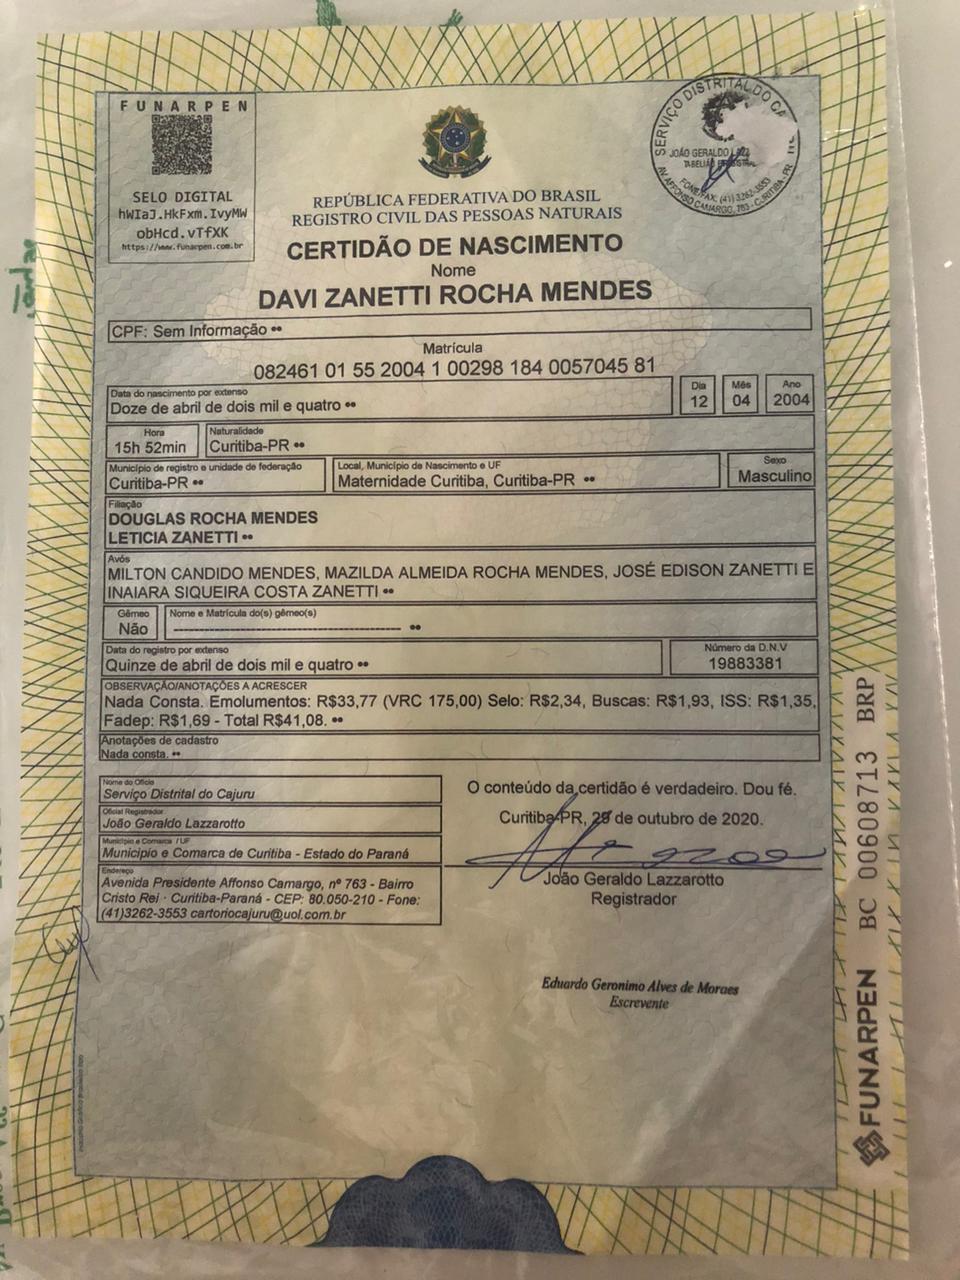 FUNARPEN
SELO DIGITAL
hWIaJ.HkFxm.IvyMW
obHcd.vTfXK
https://www.funarpen.com.br
SERVIÇO DISTRITAL DO
JOÃO GERALDO
FONE/FAX: (41) 3262-3553
AV. AFFONSO CAMARGO, 763 - CURITIBA - PR
REPÚBLICA FEDERATIVA DO BRASIL
REGISTRO CIVIL DAS PESSOAS NATURAIS
CERTIDÃO DE NASCIMENTO
Nome
DAVI ZANETTI ROCHA MENDES
CPF: Sem Informação ••
Matrícula
082461 01 55 2004 1 00298 184 0057045 81
Data do nascimento por extenso
Doze de abril de dois mil e quatro ••
Dia
12
Mês
04
Ano
2004
Hora
15h 52min
Naturalidade
Curitiba-PR ••
Município de registro e unidade de federação
Curitiba-PR ••
Local, Município de Nascimento e UF
Maternidade Curitiba, Curitiba-PR ••
Sexo
Masculino
Filiação
DOUGLAS ROCHA MENDES
LETICIA ZANETTI ••
Avós
MILTON CANDIDO MENDES, MAZILDA ALMEIDA ROCHA MENDES, JOSÉ EDISON ZANETTI E
INAIARA SIQUEIRA COSTA ZANETTI ••
Gêmeo
Não
Nome e Matrícula do(s) gêmeo(s)
---------------------------------------- ••
Data do registro por extenso
Quinze de abril de dois mil e quatro ••
Número da D.N.V
19883381
OBSERVAÇÃO/ANOTAÇÕES A ACRESCER
Nada Consta. Emolumentos: R$33,77 (VRC 175,00) Selo: R$2,34, Buscas: R$1,93, ISS: R$1,35,
Fadep: R$1,69 - Total R$41,08. ••
Anotações de cadastro
Nada consta. ••
Nome do Ofício
Serviço Distrital do Cajuru
Oficial Registrador
João Geraldo Lazzarotto
Município e Comarca / UF
Município e Comarca de Curitiba - Estado do Paraná
Endereço
Avenida Presidente Affonso Camargo, nº 763 - Bairro
Cristo Rei - Curitiba-Paraná - CEP: 80.050-210 - Fone:
(41)3262-3553 cartoriocajuru@uol.com.br
O conteúdo da certidão é verdadeiro. Dou fé.
Curitiba-PR, 29 de outubro de 2020.
João Geraldo Lazzarotto
Registrador
Eduardo Geronimo Alves de Moraes
Escrevente
FUNARPEN BC 00608713 BRP